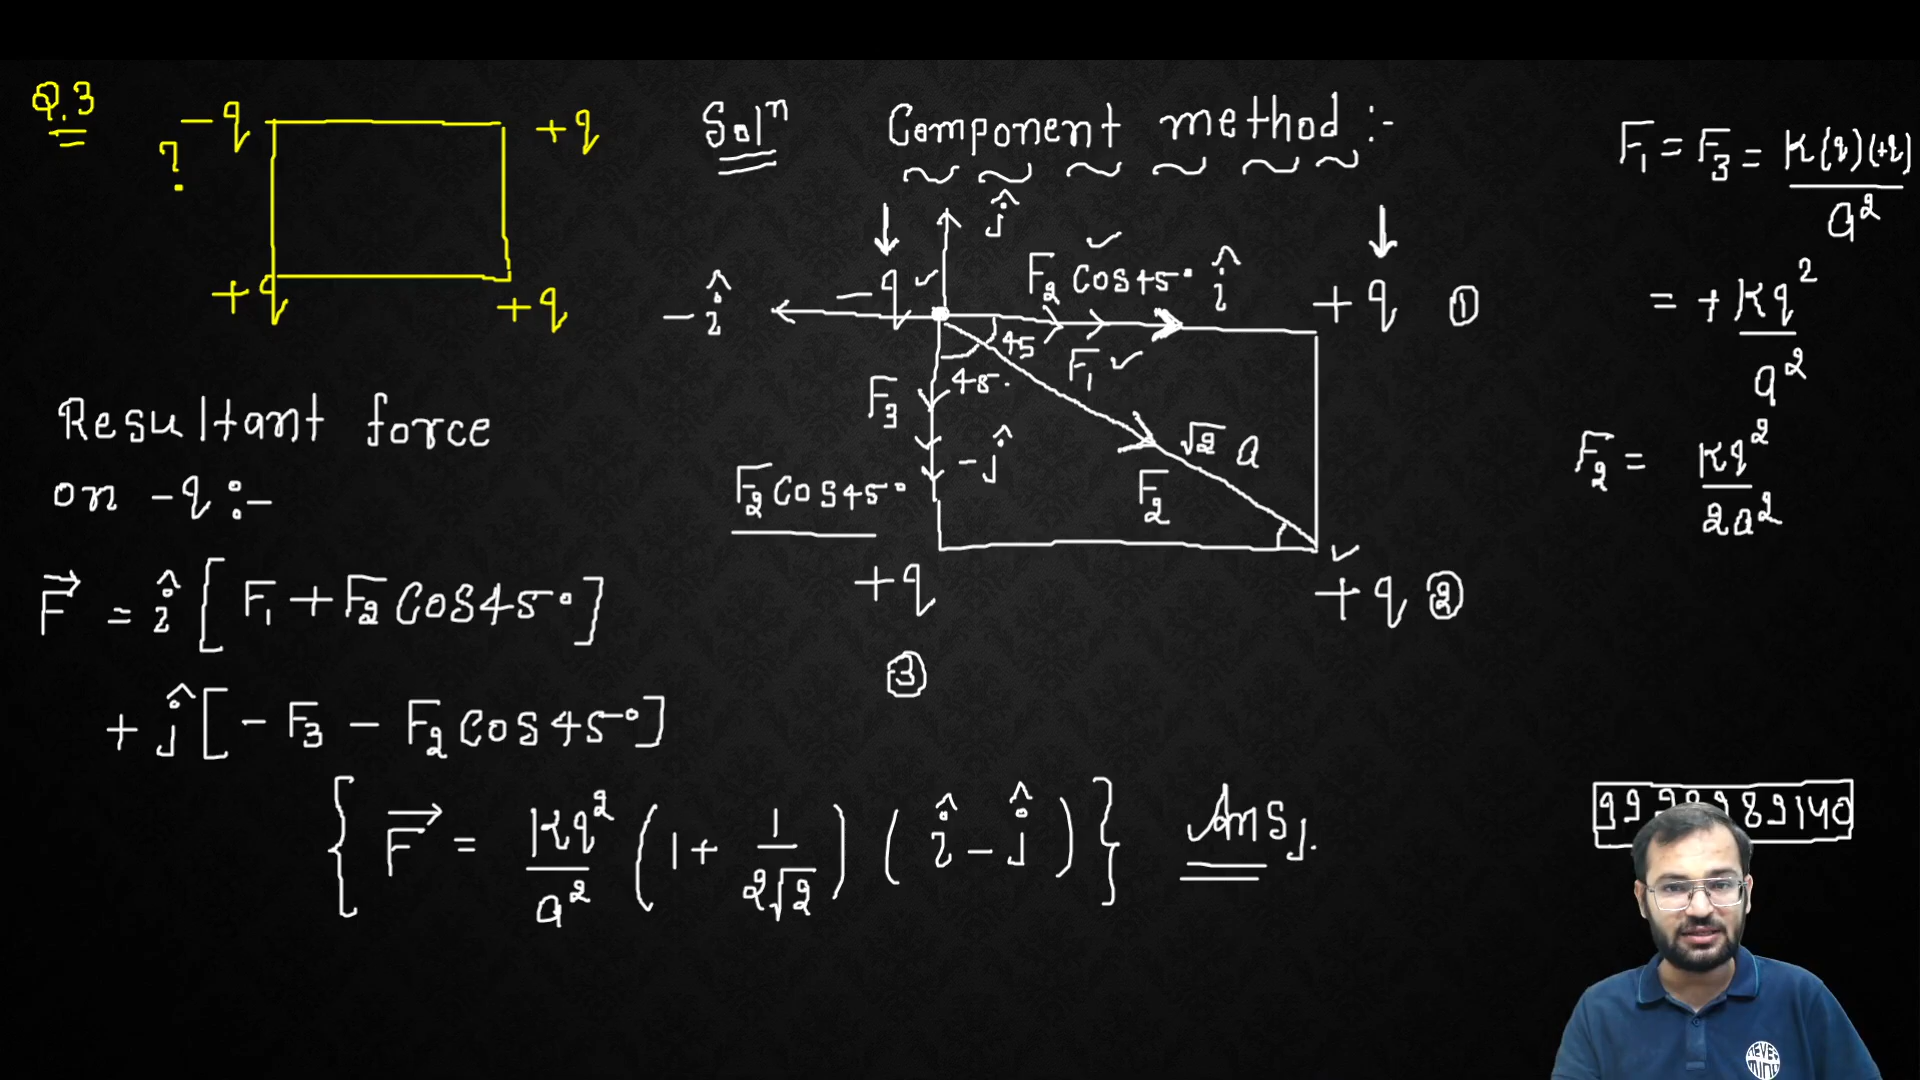 Q.3
-q +q
?
+q +q
Solⁿ Component method :-
ĵ
-q F₂ cos45° î +q ①
-î
45
F₁
F₃ 45°
-ĵ
√2 a
F₂ cos45°
F₂
+q
+q ②
③
F₁ = F₃ = K(q)(+q)
a²
= + Kq²
a²
F₂ = Kq²
2a²
Resultant force
on -q :-
F⃗ = î [ F₁ + F₂ cos45° ]
+ ĵ [ - F₃ - F₂ cos45° ]
{ F⃗ = Kq²/a² ( 1 + 1/2√2 ) ( î - ĵ ) } Ans.
NEVER
MIND